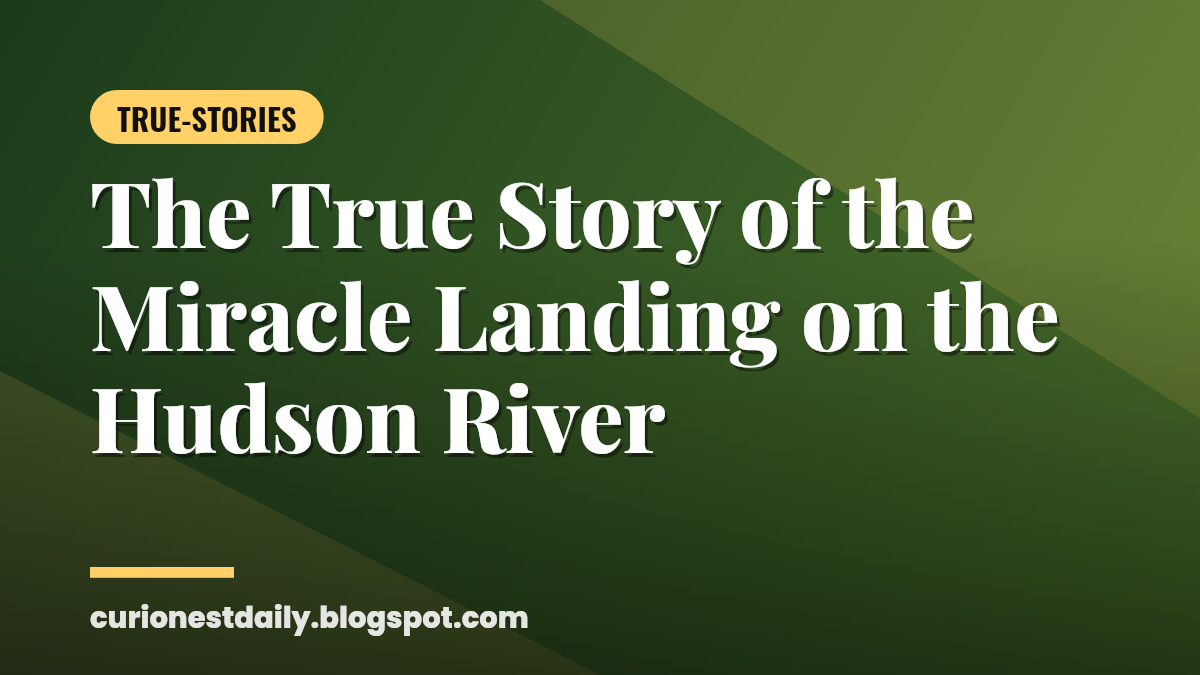 TRUE-STORIES
The True Story of the
Miracle Landing on the
Hudson River
curionestdaily.blogspot.com